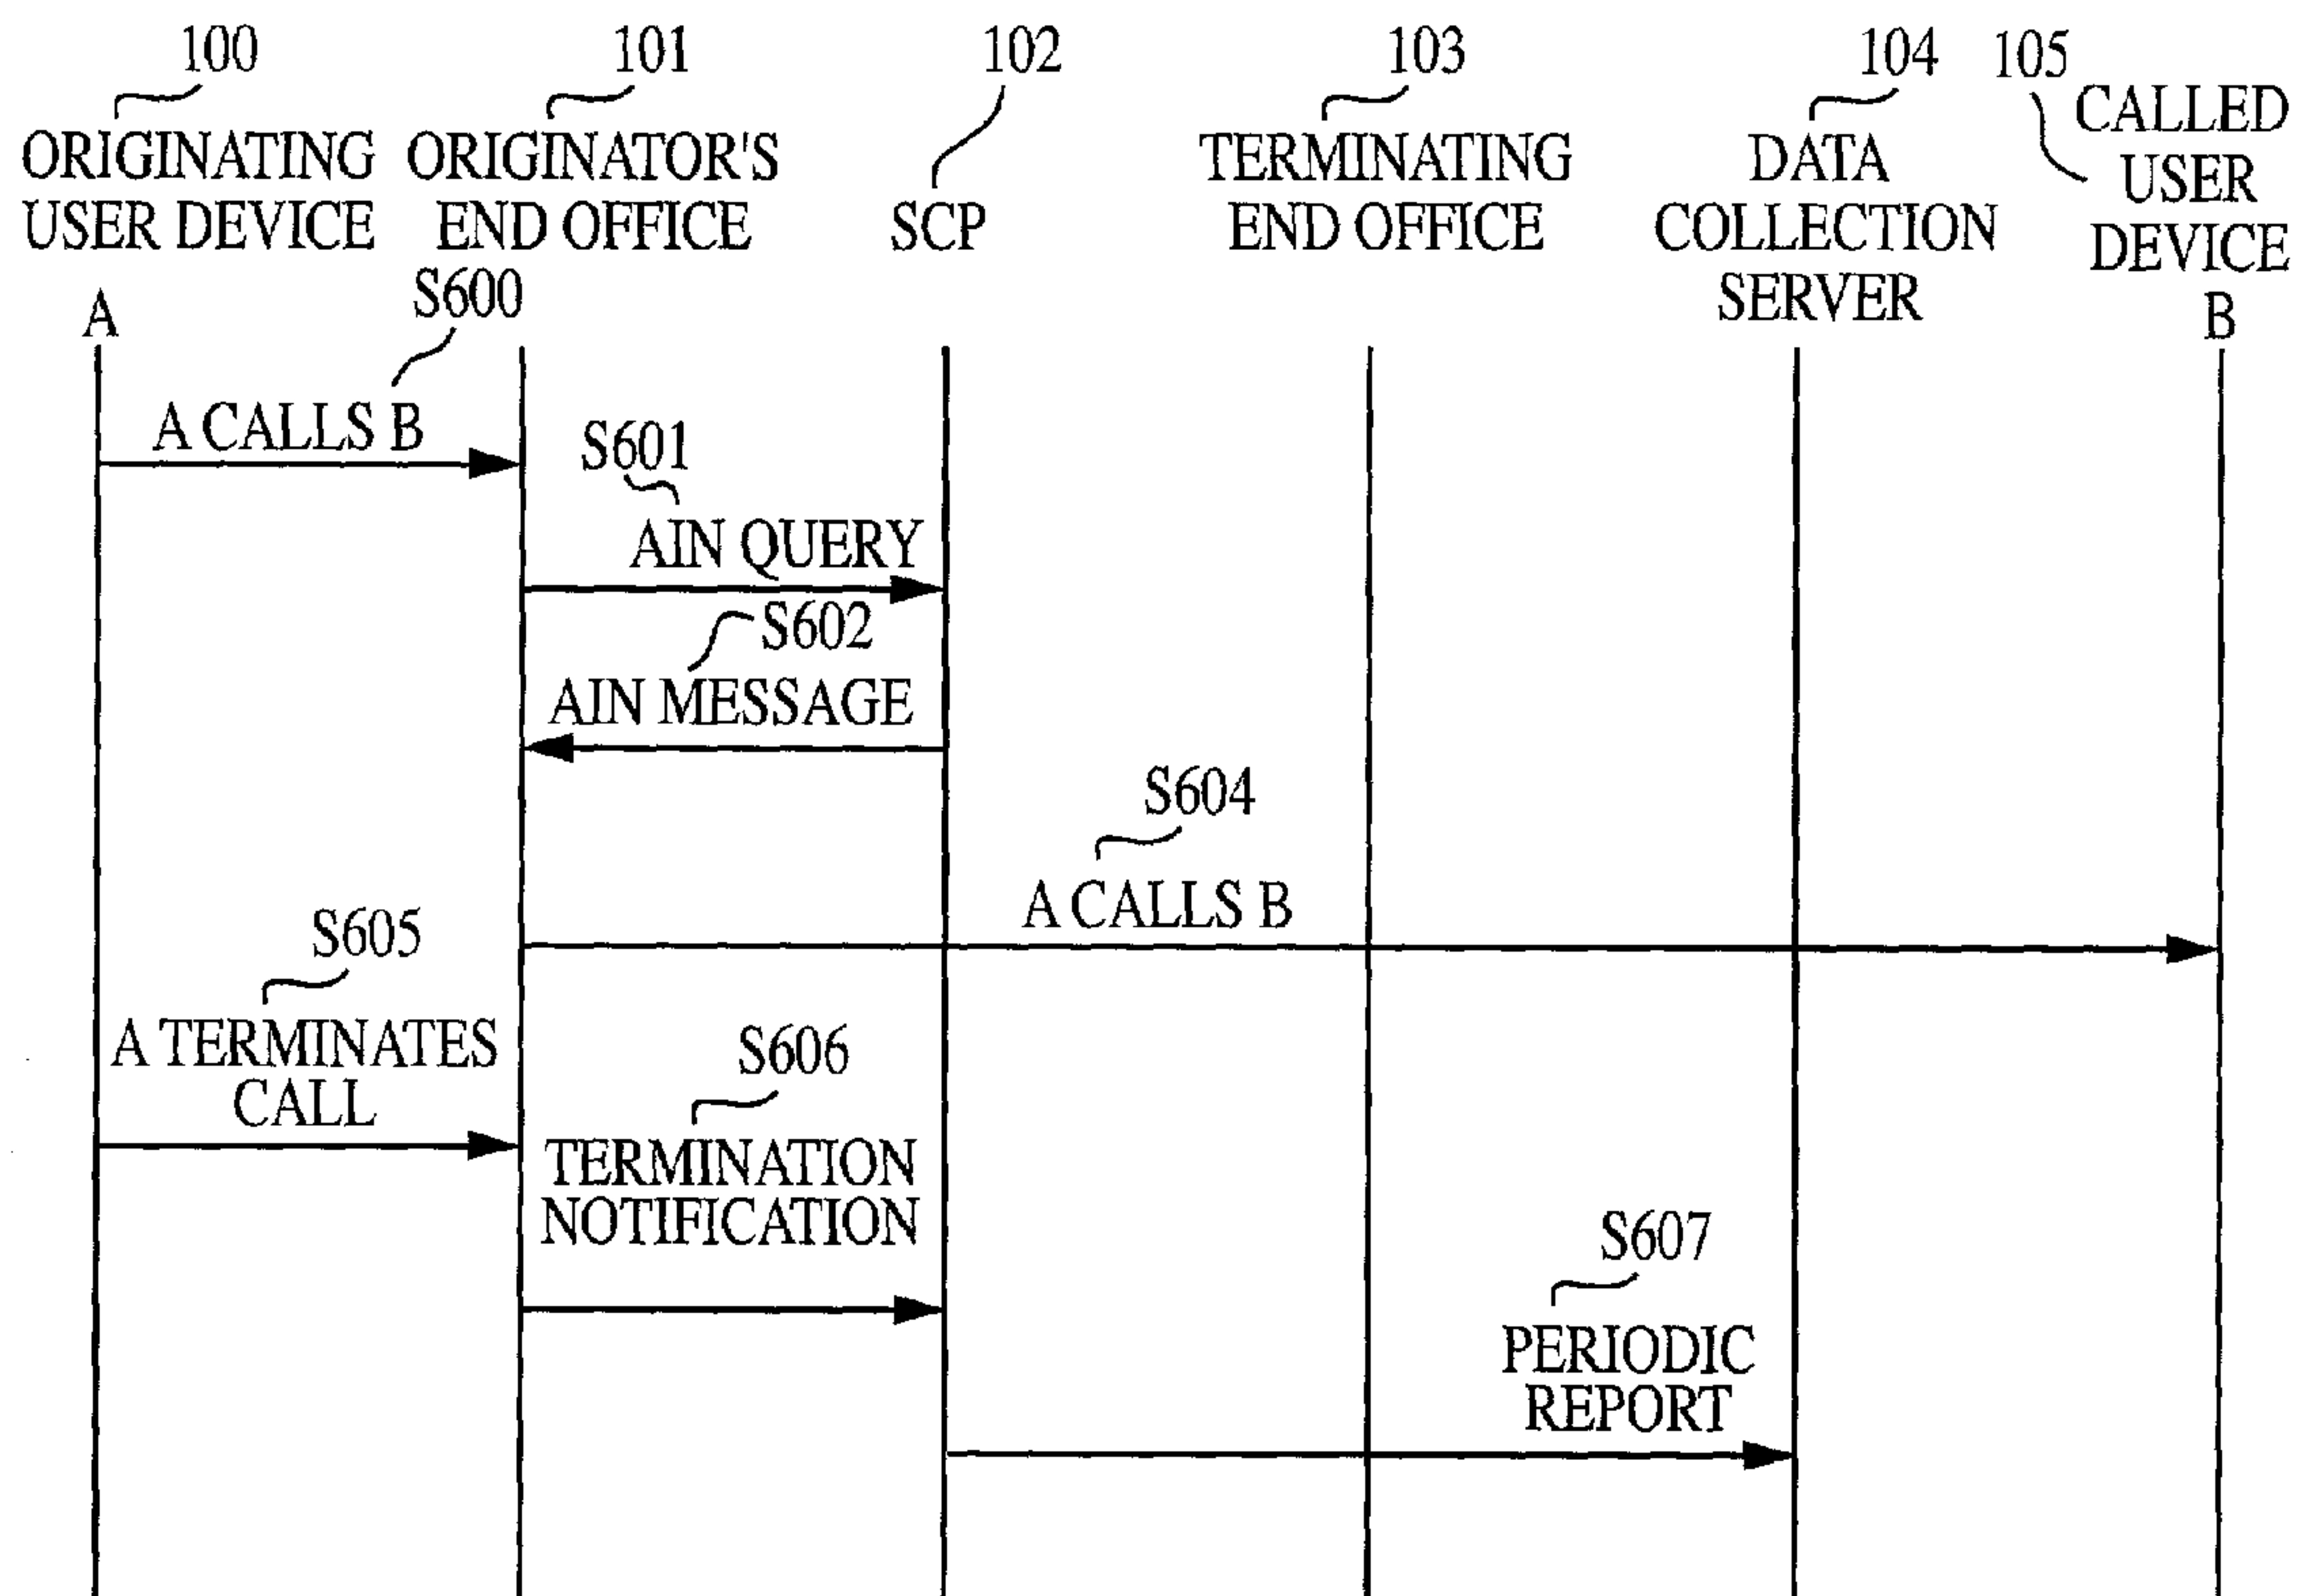 100
101
102
103
104
105
ORIGINATING
USER DEVICE
ORIGINATOR'S
END OFFICE
SCP
TERMINATING
END OFFICE
DATA
COLLECTION
SERVER
CALLED
USER
DEVICE
A
B
S600
A CALLS B
S601
AIN QUERY
S602
AIN MESSAGE
S604
A CALLS B
S605
A TERMINATES
CALL
S606
TERMINATION
NOTIFICATION
S607
PERIODIC
REPORT